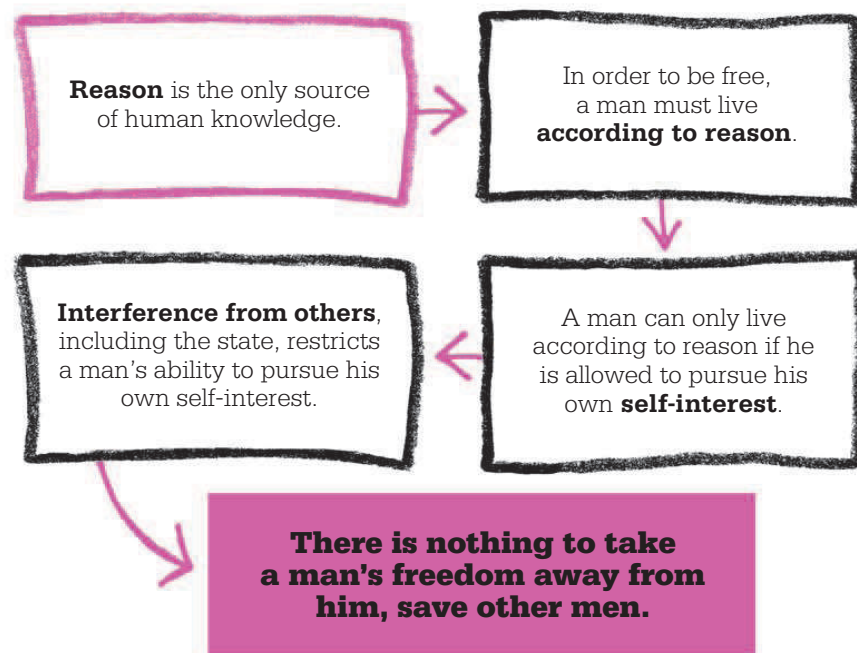 Reason is the only source
of human knowledge.
In order to be free,
a man must live
according to reason.
A man can only live
according to reason if he
is allowed to pursue his
own self-interest.
Interference from others,
including the state, restricts
a man’s ability to pursue his
own self-interest.
There is nothing to take
a man’s freedom away from
him, save other men.